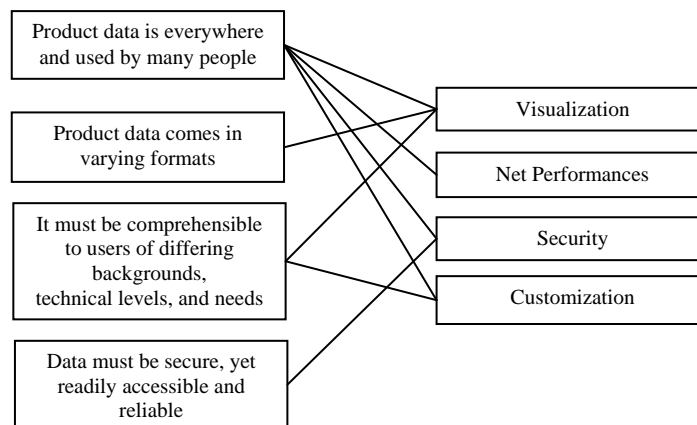 Product data is everywhere
and used by many people
Product data comes in
varying formats
It must be comprehensible
to users of differing
backgrounds,
technical levels, and needs
Data must be secure, yet
readily accessible and
reliable
Visualization
Net Performances
Security
Customization